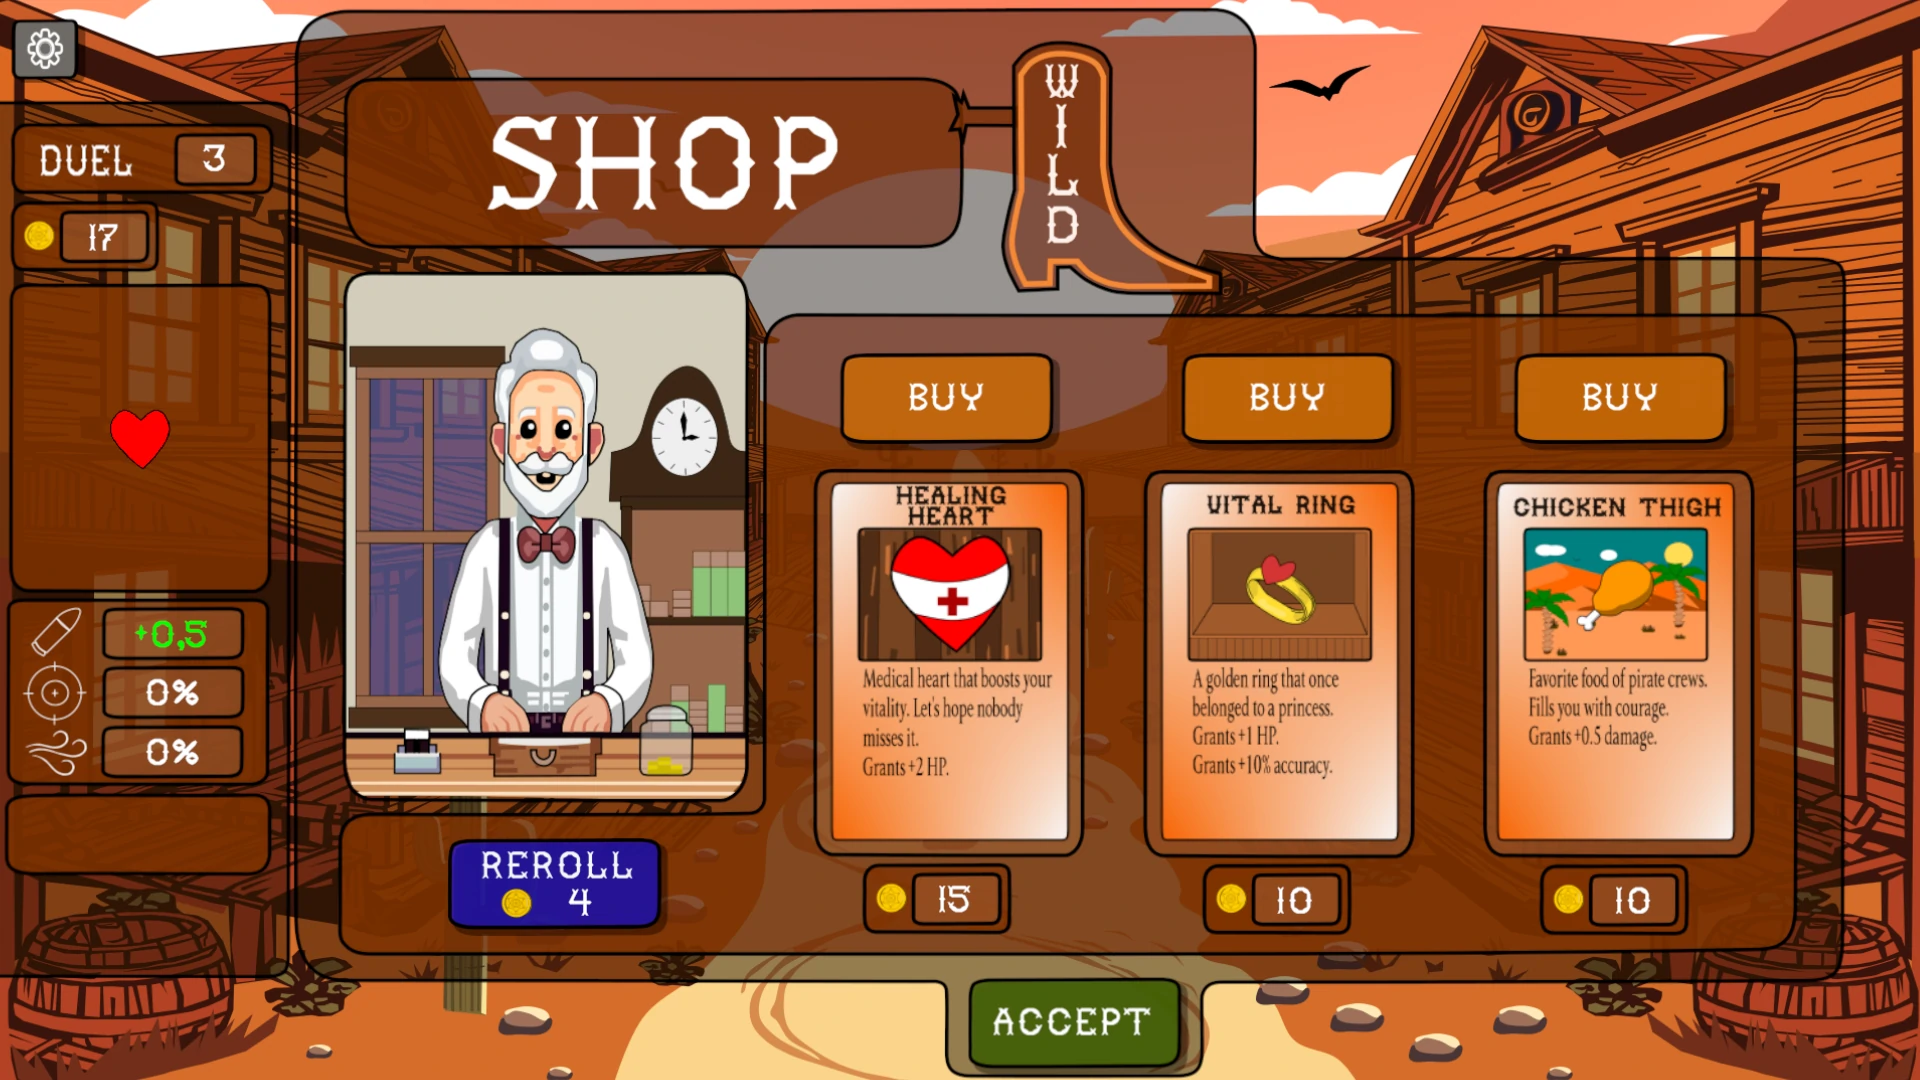 SHOP
WILD
DUEL 3
17
+0,5
0%
0%
BUY
BUY
BUY
HEALING
HEART
Medical heart that boosts your
vitality. Let's hope nobody
misses it.
Grants +2 HP.
15
VITAL RING
A golden ring that once
belonged to a princess.
Grants +1 HP.
Grants +10% accuracy.
10
CHICKEN THIGH
Favorite food of pirate crews.
Fills you with courage.
Grants +0.5 damage.
10
REROLL
4
ACCEPT